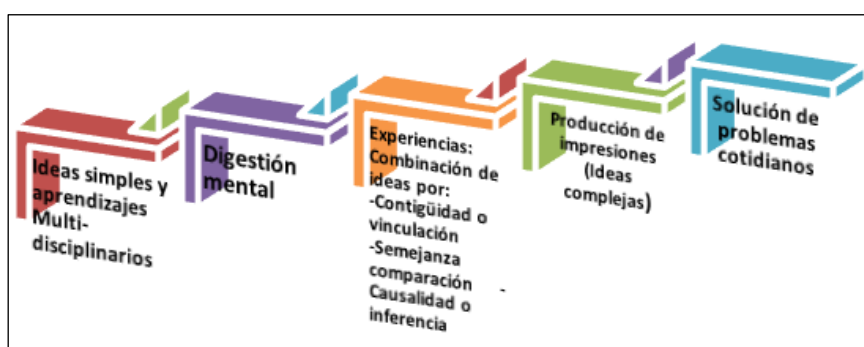 Ideas simples y
aprendizajes
Multi-
disciplinarios
Digestión
mental
Experiencias:
Combinación de
ideas por:
-Contigüidad o
vinculación
-Semejanza
comparación -
Causalidad o
inferencia
Producción de
impresiones
(Ideas
complejas)
Solución de
problemas
cotidianos